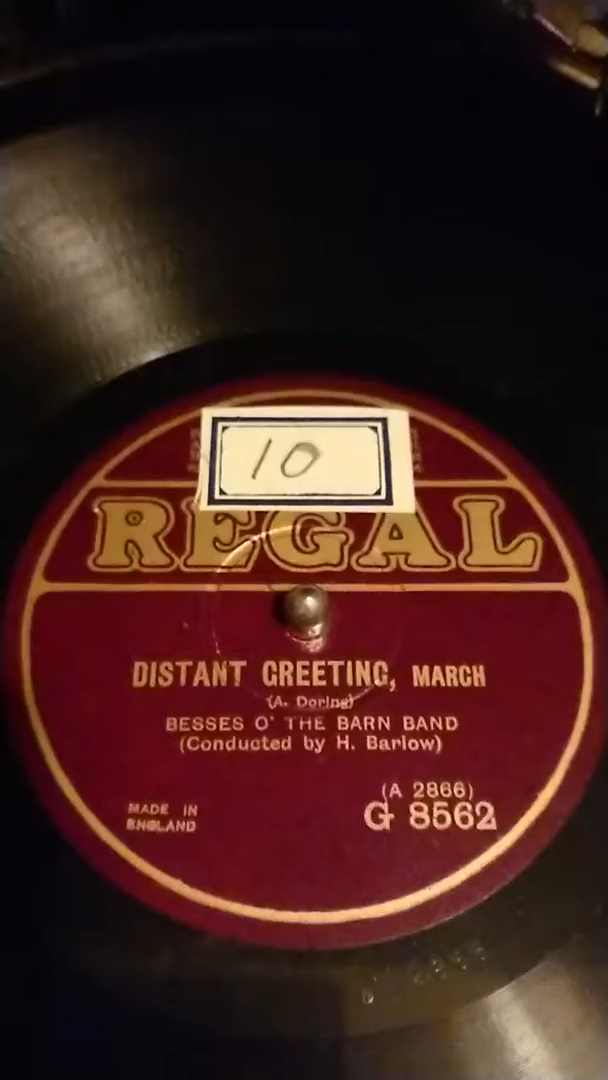 10
REGAL
DISTANT GREETING, MARCH
(A. Doring)
BESSES O' THE BARN BAND
(Conducted by H. Barlow)
(A 2866)
MADE IN
ENGLAND
G 8562